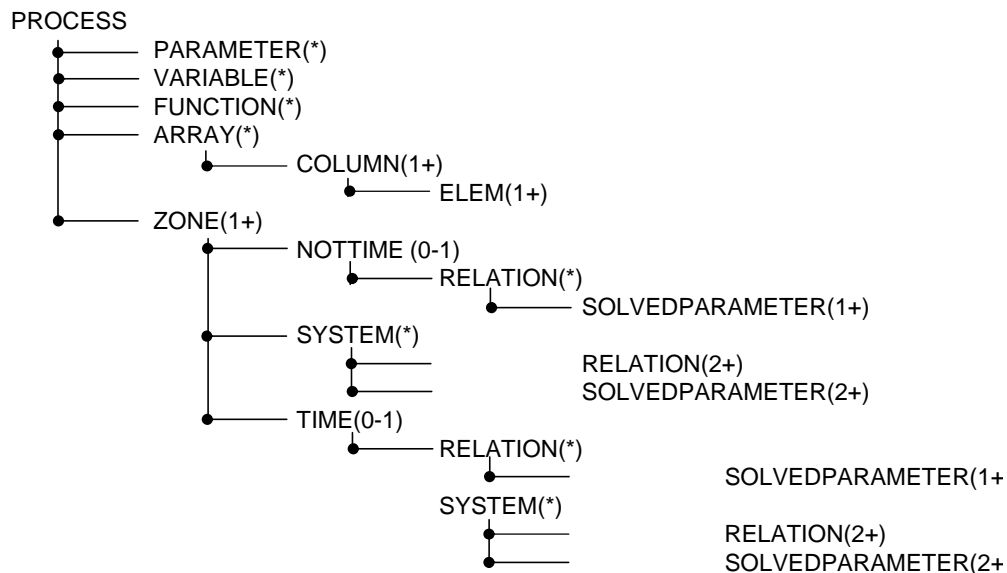 PROCESS
PARAMETER(*)
VARIABLE(*)
FUNCTION(*)
ARRAY(*)
COLUMN(1+)
ELEM(1+)
ZONE(1+)
NOTTIME (0-1)
RELATION(*)
SOLVEDPARAMETER(1+)
SYSTEM(*)
RELATION(2+)
SOLVEDPARAMETER(2+)
TIME(0-1)
RELATION(*)
SOLVEDPARAMETER(1+
SYSTEM(*)
RELATION(2+)
SOLVEDPARAMETER(2+